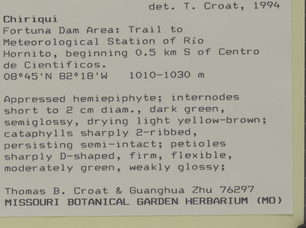 det. T. Croat, 1994
Chiriqui
Fortuna Dam Area: Trail to
Meteorological Station of Río
Hornito, beginning 0.5 km S of Centro
de Cientificos.
08°45'N 82°18'W   1010-1030 m
Appressed hemiepiphyte; internodes
short to 2 cm diam., dark green,
semiglossy, drying light yellow-brown;
cataphylls sharply 2-ribbed,
persisting semi-intact; petioles
sharply D-shaped, firm, flexible,
moderately green, weakly glossy;
Thomas B. Croat & Guanghua Zhu 76297
MISSOURI BOTANICAL GARDEN HERBARIUM (MO)